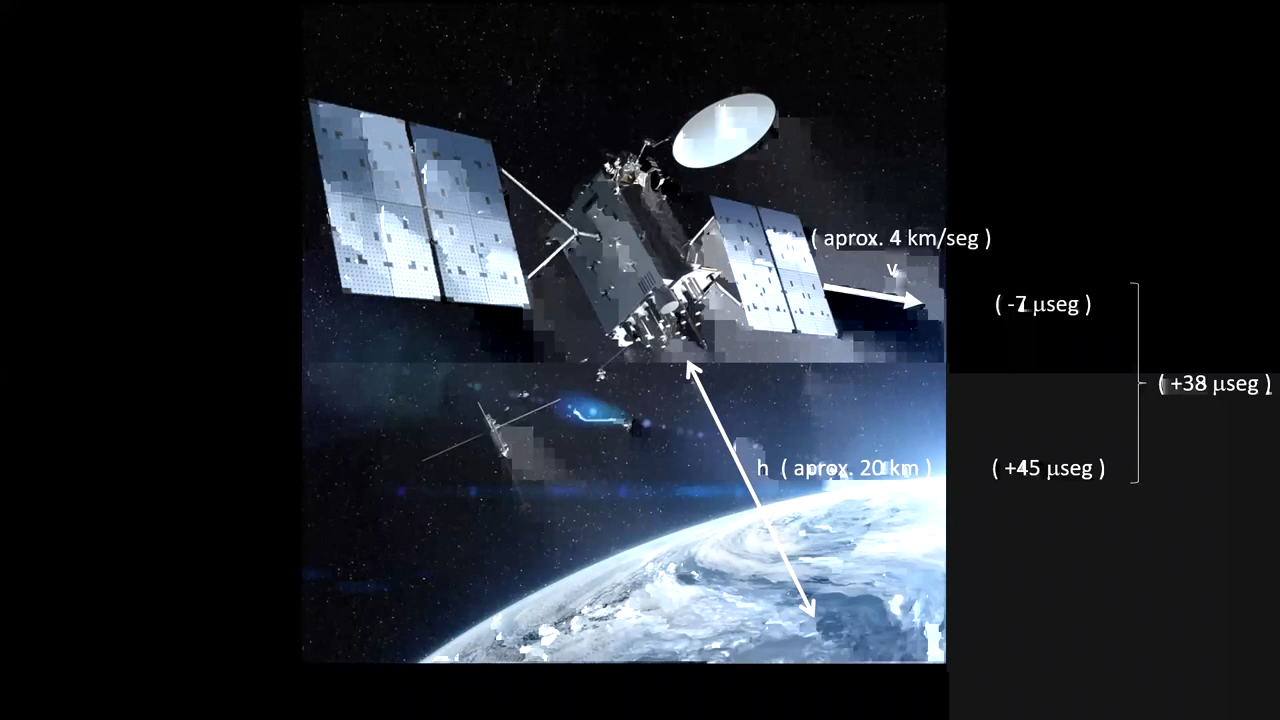 ( aprox. 4 km/seg )
v
( -7 µseg )
( +38 µseg )
h ( aprox. 20 km )
( +45 µseg )